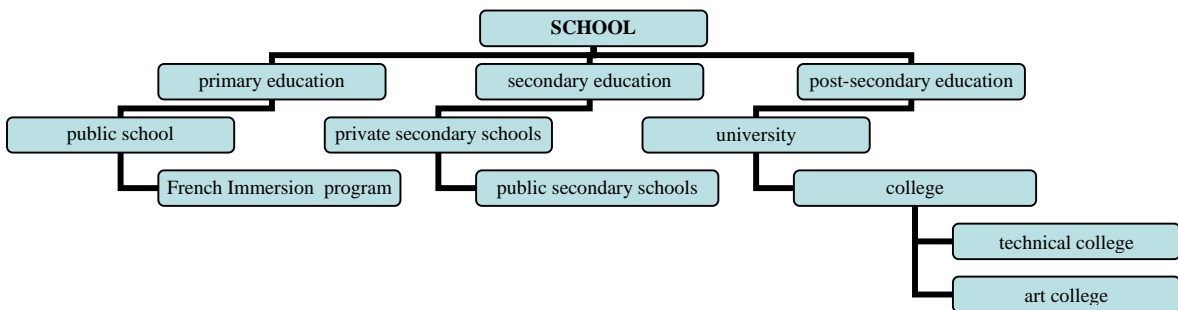 SCHOOL
primary education
secondary education
post-secondary education
public school
private secondary schools
university
French Immersion program
public secondary schools
college
technical college
art college